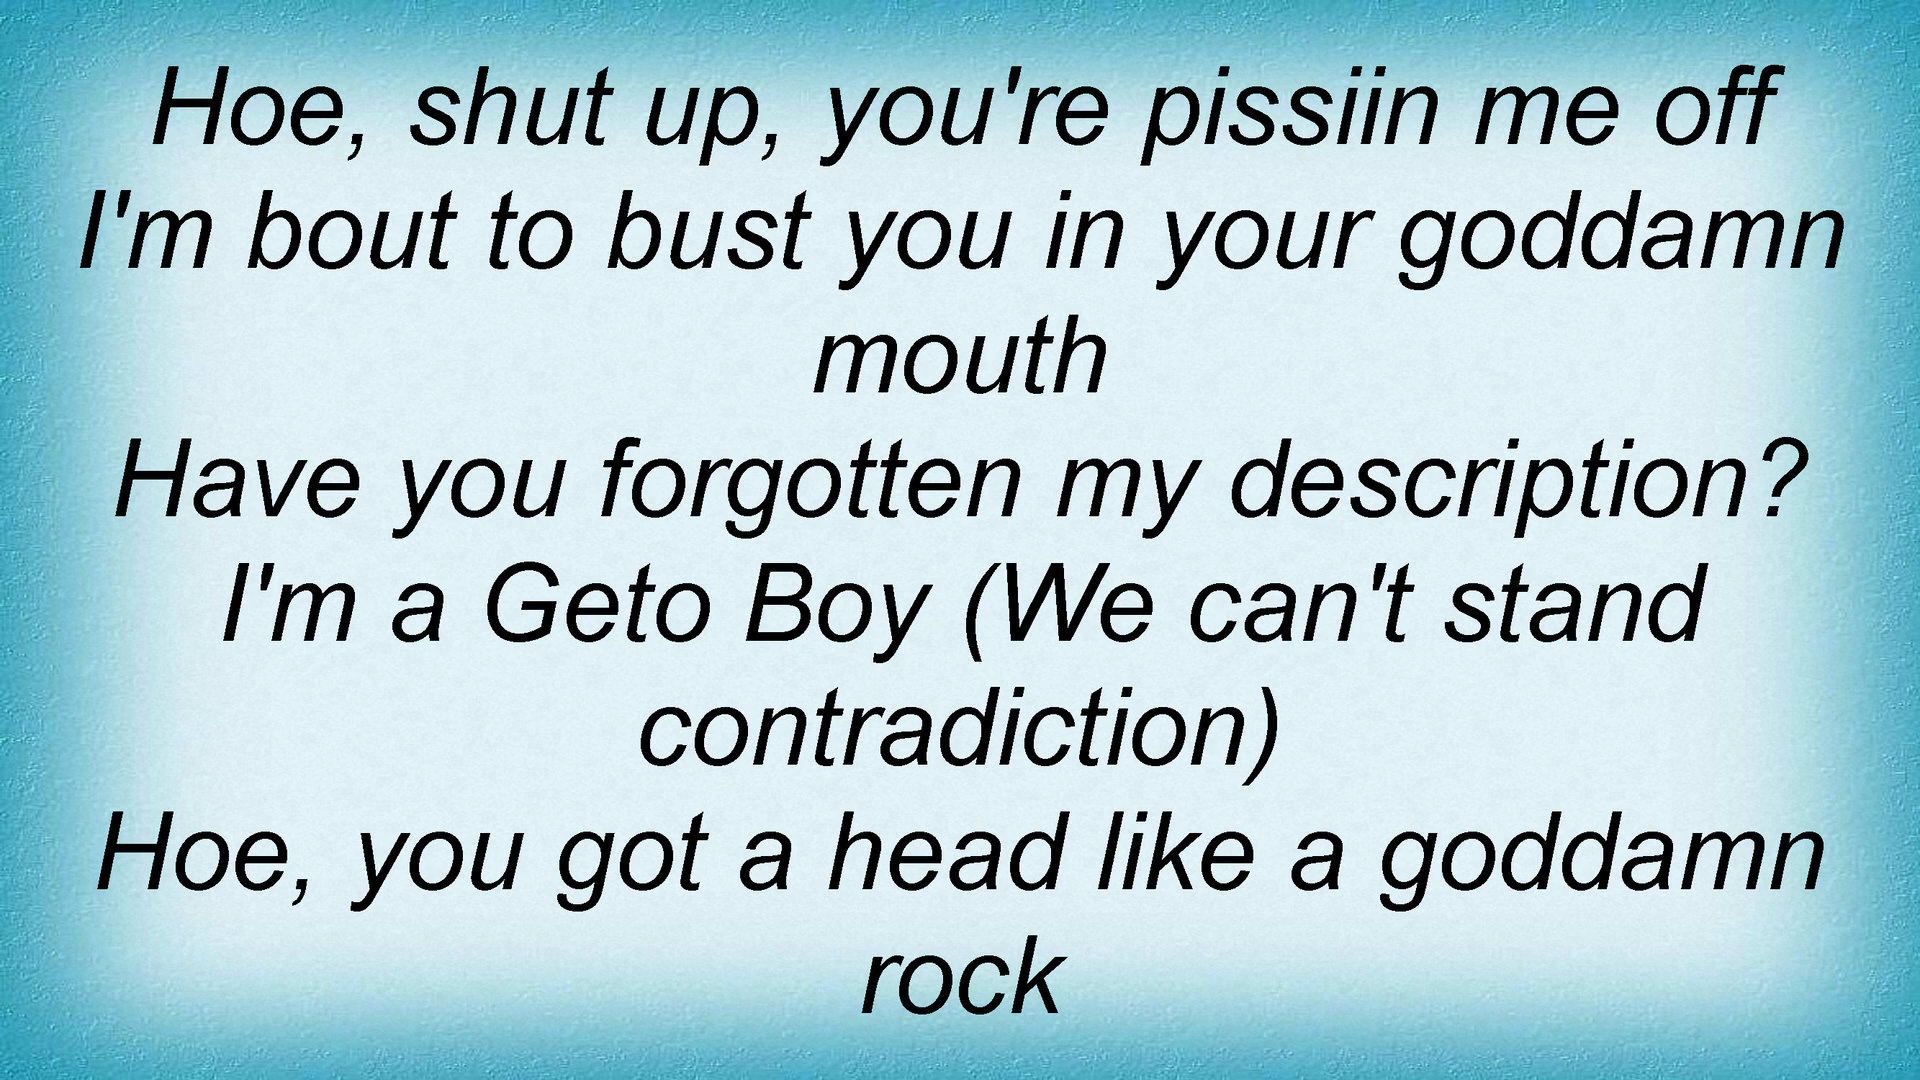 Hoe, shut up, you're pissiin me off
I'm bout to bust you in your goddamn
mouth
Have you forgotten my description?
I'm a Geto Boy (We can't stand
contradiction)
Hoe, you got a head like a goddamn
rock